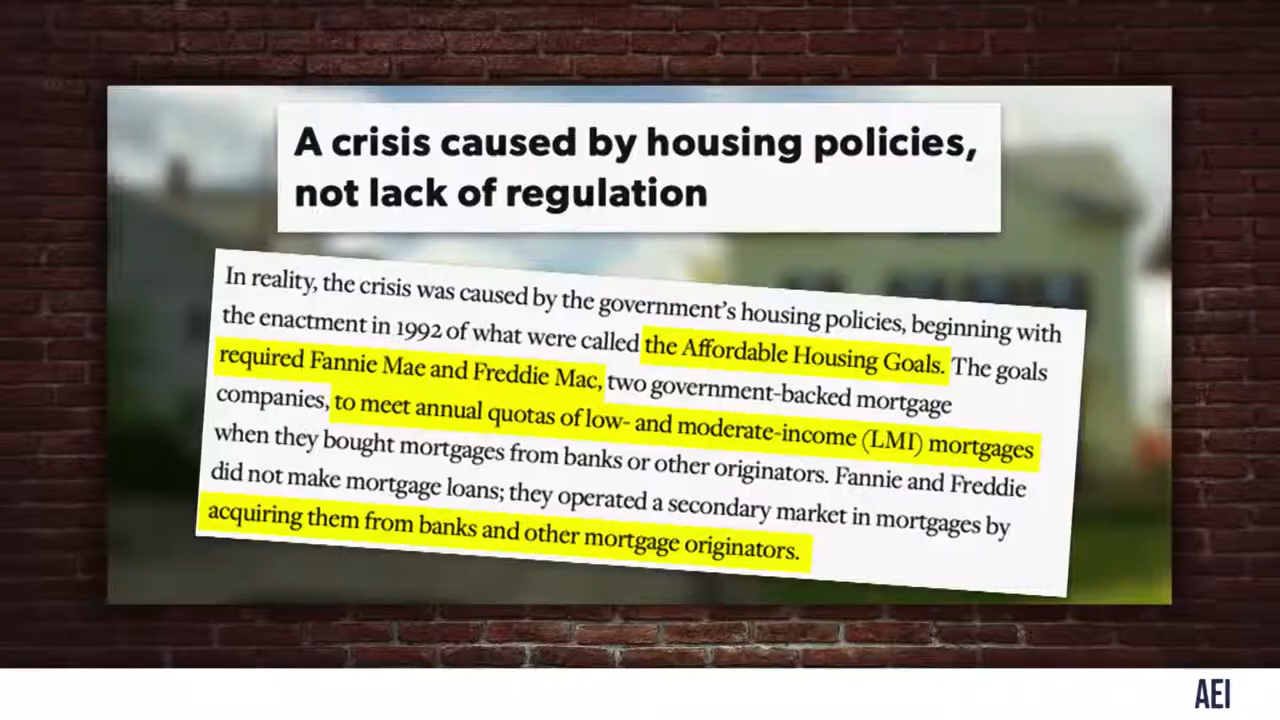 A crisis caused by housing policies,
not lack of regulation
In reality, the crisis was caused by the government's housing policies, beginning with
the enactment in 1992 of what were called the Affordable Housing Goals. The goals
required Fannie Mae and Freddie Mac, two government-backed mortgage
companies, to meet annual quotas of low- and moderate-income (LMI) mortgages
when they bought mortgages from banks or other originators. Fannie and Freddie
did not make mortgage loans; they operated a secondary market in mortgages by
acquiring them from banks and other mortgage originators.
AEI